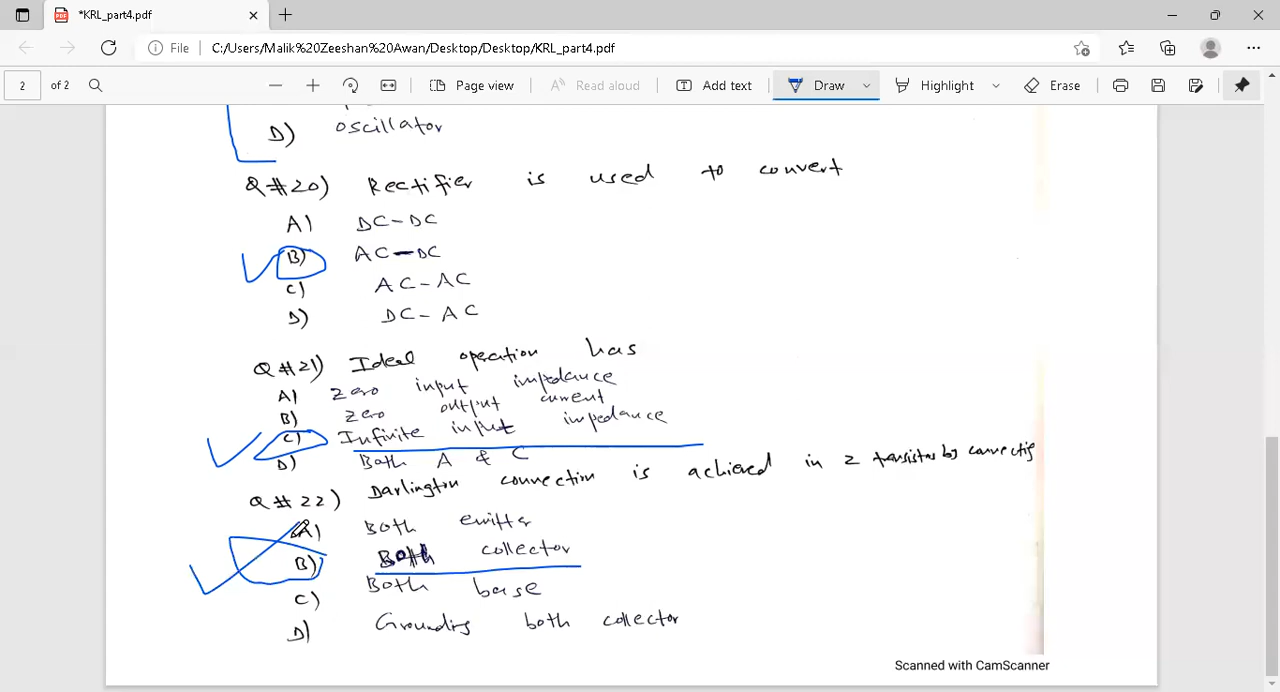 *KRL_part4.pdf
File C:/Users/Malik%20Zeeshan%20Awan/Desktop/Desktop/KRL_part4.pdf
2 of 2 Page view Read aloud Add text Draw Highlight Erase
D) oscillator
Q#20) Rectifier is used to convert
A) DC-DC
B) AC-DC
C) AC-AC
D) DC-AC
Q#21) Ideal operation has
A) zero input impedance
B) zero output current
C) Infinite input impedance
D) Both A & C
Q#22) Darlington connection is achieved in 2 transistors by connecting
A) Both emitter
B) Both collector
C) Both base
D) Grounding both collector
Scanned with CamScanner